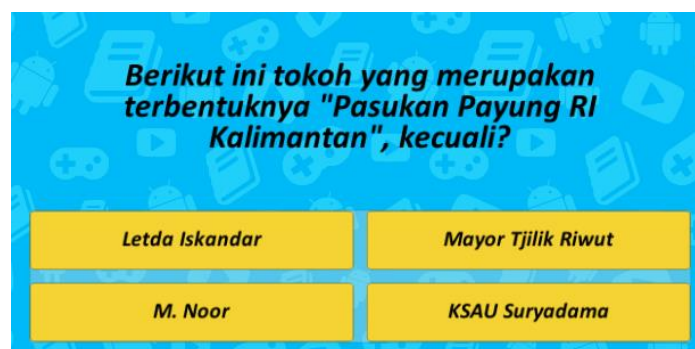 Berikut ini tokoh yang merupakan
terbentuknya "Pasukan Payung RI
Kalimantan", kecuali?
Letda Iskandar
Mayor Tjilik Riwut
M. Noor
KSAU Suryadama